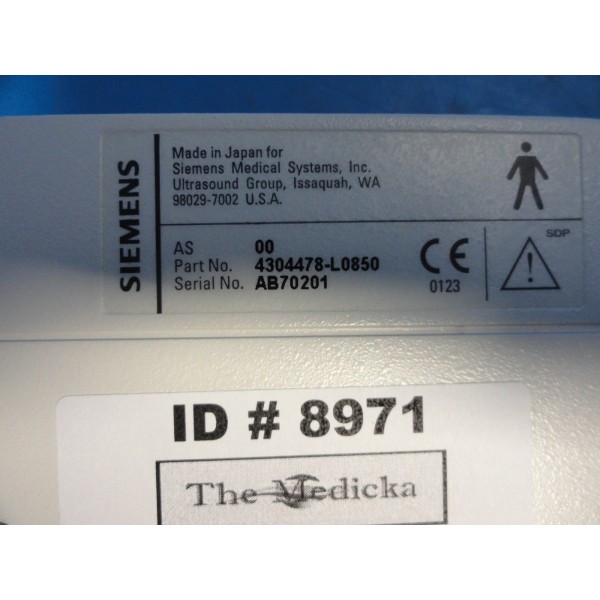 SIEMENS
Made in Japan for
Siemens Medical Systems, Inc.
Ultrasound Group, Issaquah, WA
98029-7002 U.S.A.
AS 00
Part No. 4304478-L0850
Serial No. AB70201
CE
0123
SDP
!
ID # 8971
The Medicka